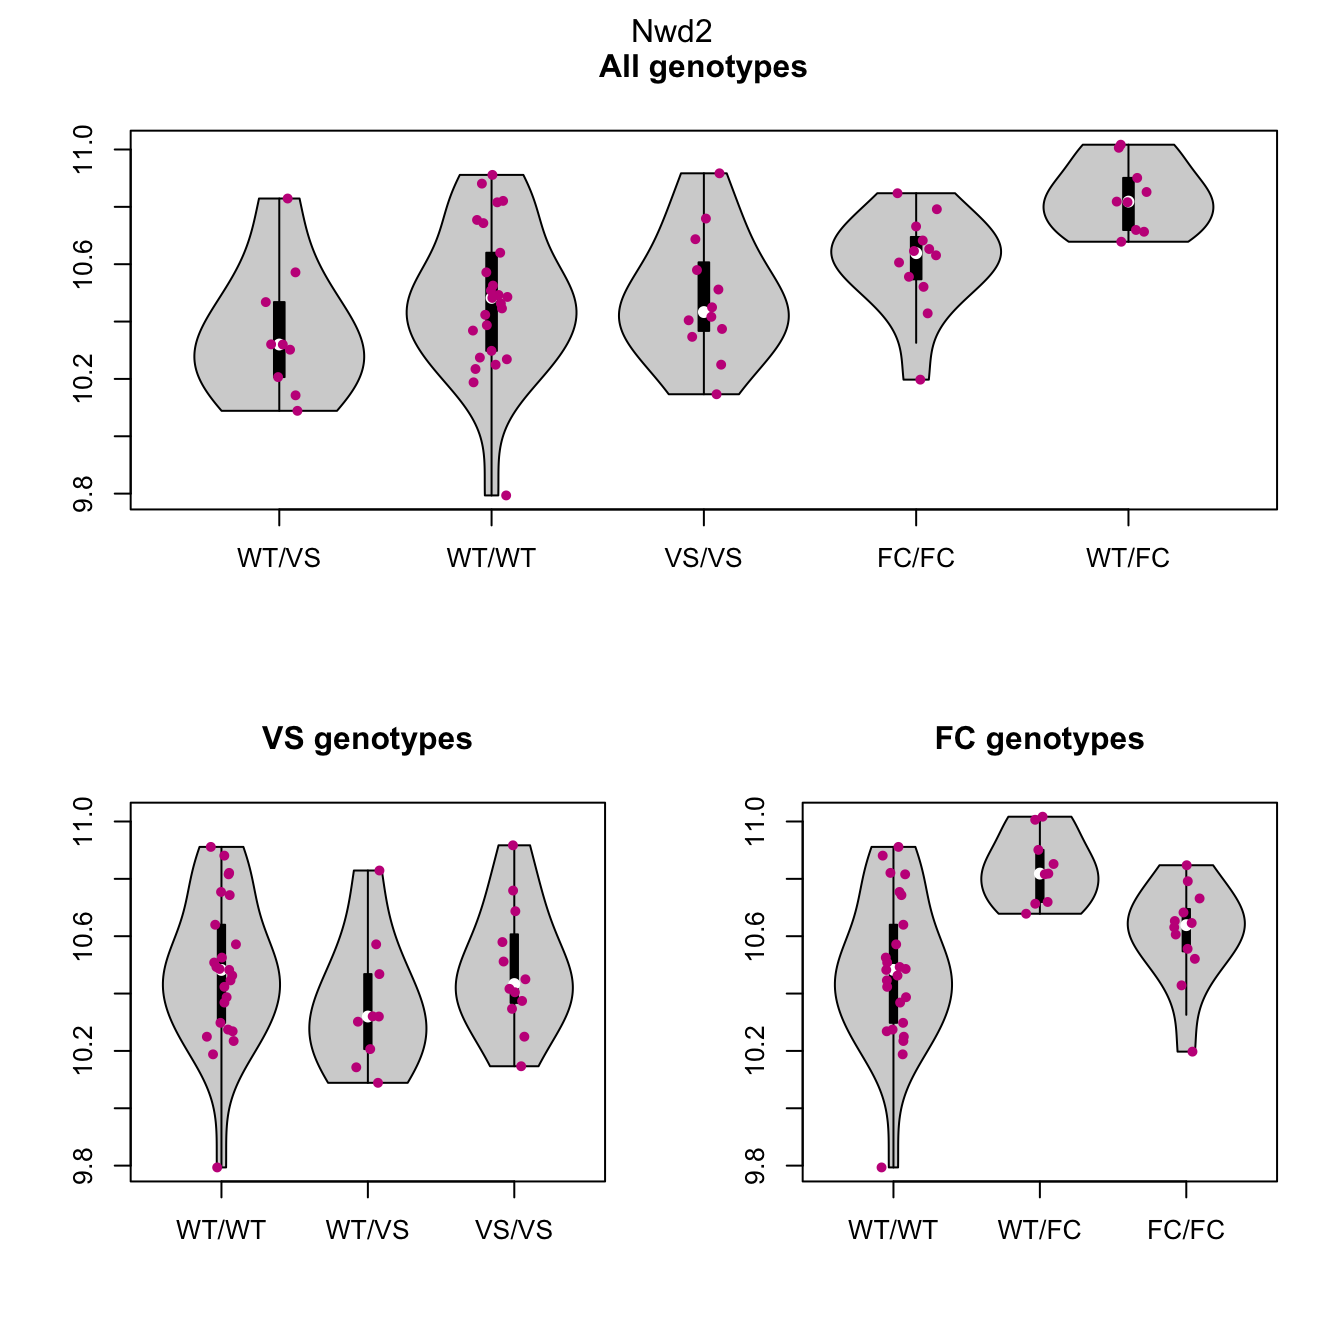 Nwd2
All genotypes
11.0
10.6
10.2
9.8
WT/VS WT/WT VS/VS FC/FC WT/FC
VS genotypes
11.0
10.6
10.2
9.8
WT/WT WT/VS VS/VS
FC genotypes
11.0
10.6
10.2
9.8
WT/WT WT/FC FC/FC